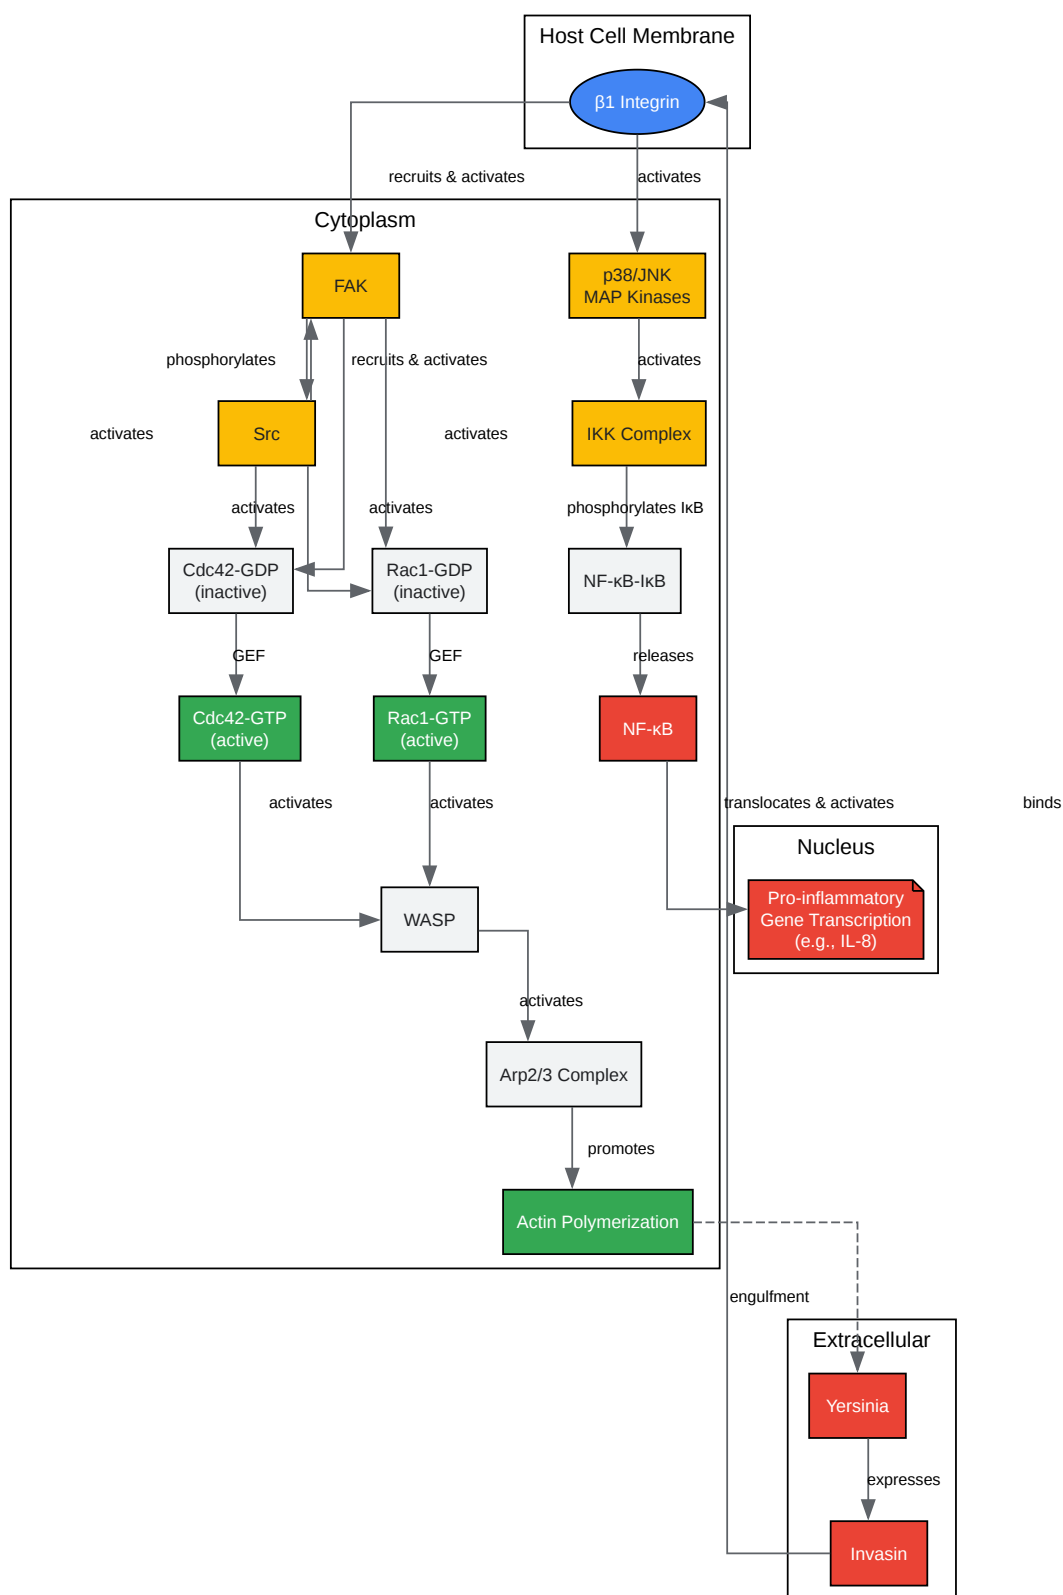 Host Cell Membrane
β1 Integrin
recruits & activates
activates
Cytoplasm
FAK
p38/JNK
MAP Kinases
phosphorylates
recruits & activates
activates
activates
Src
activates
IKK Complex
activates
activates
phosphorylates IκB
Cdc42-GDP
(inactive)
Rac1-GDP
(inactive)
NF-κB-IκB
GEF
GEF
releases
Cdc42-GTP
(active)
Rac1-GTP
(active)
NF-κB
activates
activates
translocates & activates
binds
Nucleus
Pro-inflammatory
Gene Transcription
(e.g., IL-8)
WASP
activates
Arp2/3 Complex
promotes
Actin Polymerization
engulfment
Extracellular
Yersinia
expresses
Invasin